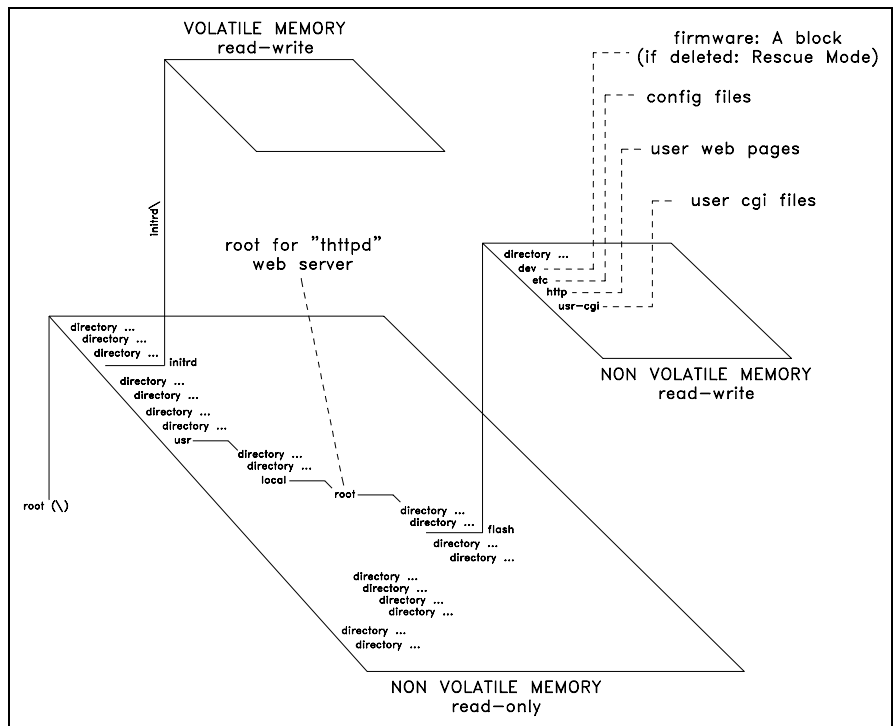 VOLATILE MEMORY
read-write
firmware: A block
(if deleted: Rescue Mode)
config files
user web pages
user cgi files
initrd\
root for "thttpd"
web server
directory ...
dev
etc
http
usr-cgi
NON VOLATILE MEMORY
read-write
directory ...
directory ...
directory ...
initrd
directory ...
directory ...
directory ...
directory ...
usr
directory ...
directory ...
local
root
root (\)
directory ...
directory ...
flash
directory ...
directory ...
directory ...
directory ...
directory ...
directory ...
directory ...
directory ...
NON VOLATILE MEMORY
read-only